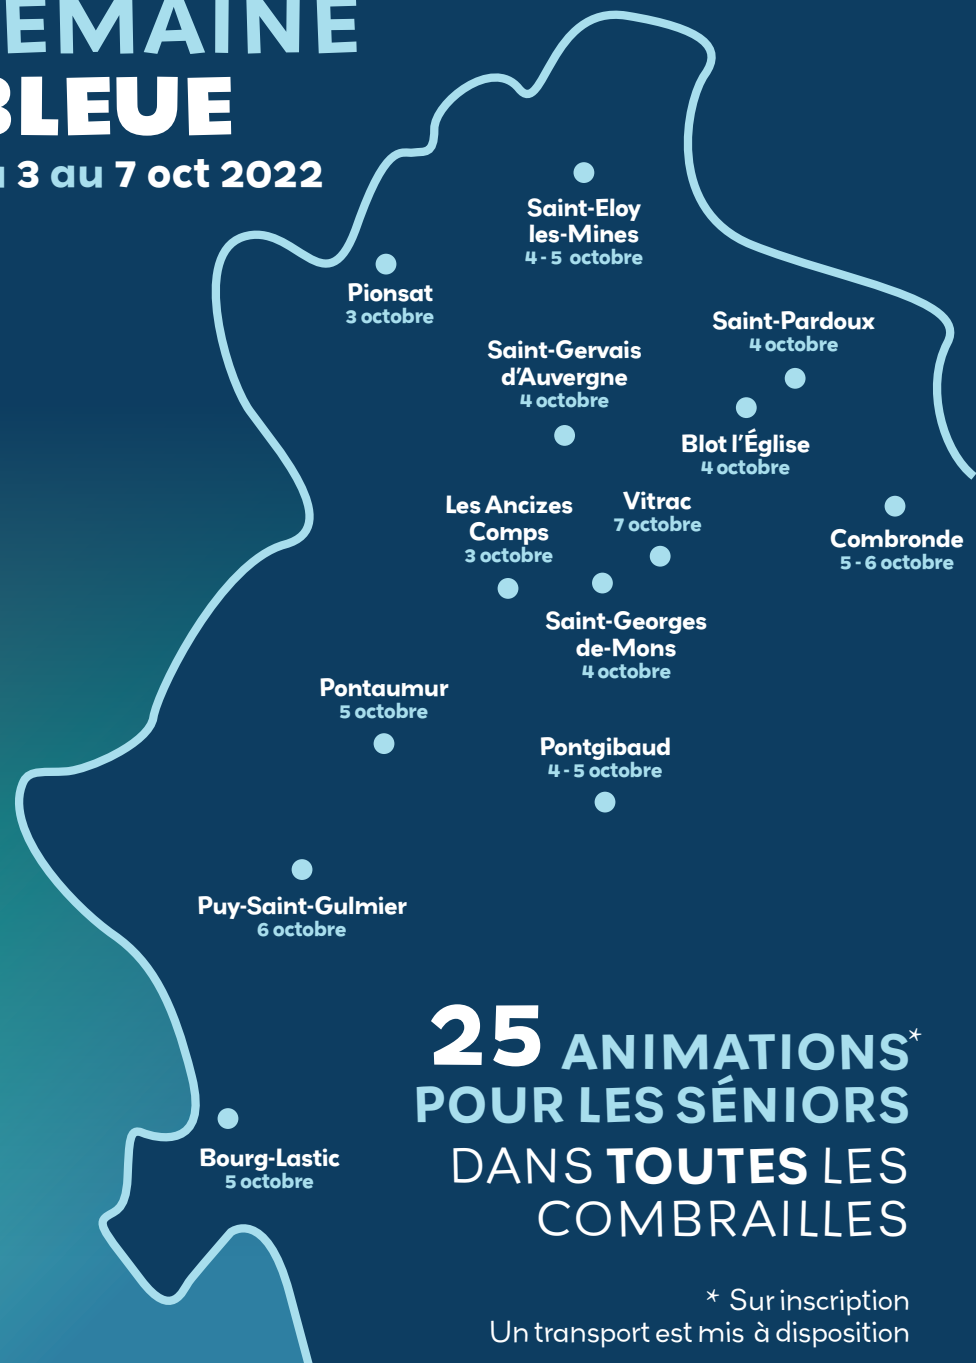 EMAINE
BLEUE
u 3 au 7 oct 2022
Saint-Eloy
les-Mines
4-5 octobre
Pionsat
3 octobre
Saint-Pardoux
4 octobre
Saint-Gervais
d'Auvergne
4 octobre
Blot l'Église
4 octobre
Les Ancizes
Comps
3 octobre
Vitrac
7 octobre
Combronde
5-6 octobre
Saint-Georges
de-Mons
4 octobre
Pontaumur
5 octobre
Pontgibaud
4-5 octobre
Puy-Saint-Gulmier
6 octobre
25 ANIMATIONS*
POUR LES SÉNIORS
DANS TOUTES LES
COMBRAILLES
Bourg-Lastic
5 octobre
* Sur inscription
Un transport est mis à disposition